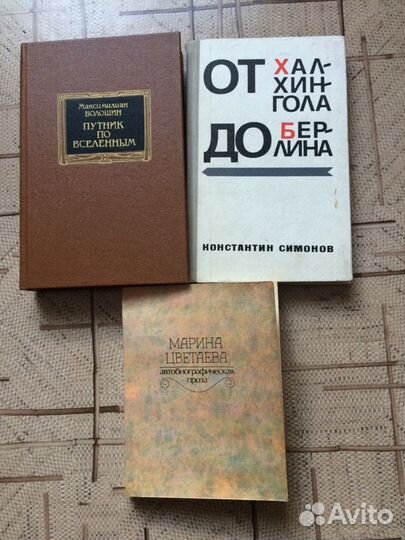 Максимилиан
ВОЛОШИН
ПУТНИК
ПО
ВСЕЛЕННЫМ
ОТ ХАЛ-
ХИН-
ГОЛА
ДО БЕР-
ЛИНА
КОНСТАНТИН СИМОНОВ
МАРИНА
ЦВЕТАЕВА
автобиографическая
проза
Avito